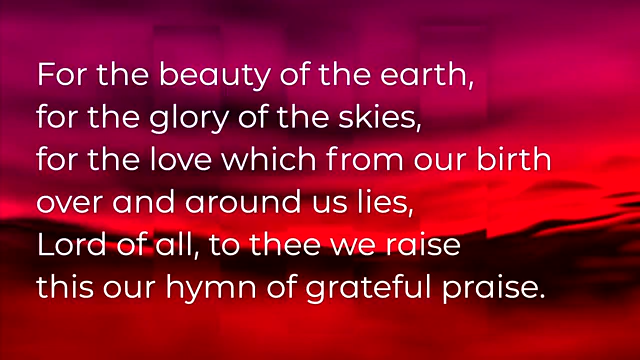 For the beauty of the earth,
for the glory of the skies,
for the love which from our birth
over and around us lies,
Lord of all, to thee we raise
this our hymn of grateful praise.